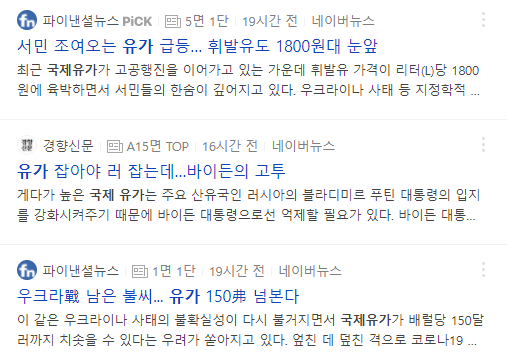 fn 파이낸셜뉴스 PiCK 5면 1단 19시간 전 네이버뉴스
서민 조여오는 유가 급등... 휘발유도 1800원대 눈앞
최근 국제유가가 고공행진을 이어가고 있는 가운데 휘발유 가격이 리터(L)당 1800
원에 육박하면서 서민들의 한숨이 깊어지고 있다. 우크라이나 사태 등 지정학적 ...
경향신문 A15면 TOP 16시간 전 네이버뉴스
유가 잡아야 러 잡는데...바이든의 고투
게다가 높은 국제 유가는 주요 산유국인 러시아의 블라디미르 푸틴 대통령의 입지
를 강화시켜주기 때문에 바이든 대통령으로선 억제할 필요가 있다. 바이든 대통...
fn 파이낸셜뉴스 1면 1단 19시간 전 네이버뉴스
우크라戰 남은 불씨... 유가 150弗 넘본다
이 같은 우크라이나 사태의 불확실성이 다시 불거지면서 국제유가가 배럴당 150달
러까지 치솟을 수 있다는 우려가 쏟아지고 있다. 엎친 데 덮친 격으로 코로나19 ...